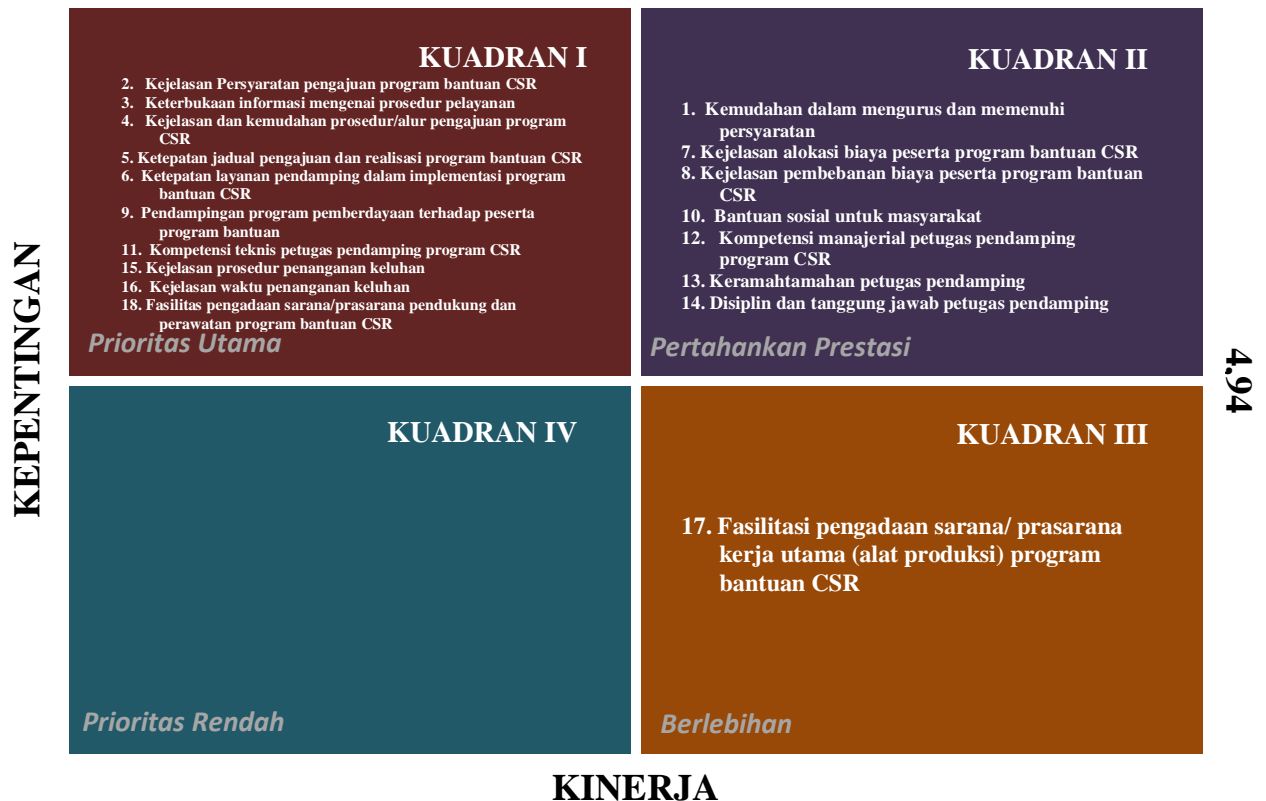 KEPENTINGAN
KUADRAN I
2. Kejelasan Persyaratan pengajuan program bantuan CSR
3. Keterbukaan informasi mengenai prosedur pelayanan
4. Kejelasan dan kemudahan prosedur/alur pengajuan program
CSR
5. Ketepatan jadual pengajuan dan realisasi program bantuan CSR
6. Ketepatan layanan pendamping dalam implementasi program
bantuan CSR
9. Pendampingan program pemberdayaan terhadap peserta
program bantuan
11. Kompetensi teknis petugas pendamping program CSR
15. Kejelasan prosedur penanganan keluhan
16. Kejelasan waktu penanganan keluhan
18. Fasilitas pengadaan sarana/prasarana pendukung dan
perawatan program bantuan CSR
Prioritas Utama
KUADRAN II
1. Kemudahan dalam mengurus dan memenuhi
persyaratan
7. Kejelasan alokasi biaya peserta program bantuan CSR
8. Kejelasan pembebanan biaya peserta program bantuan
CSR
10. Bantuan sosial untuk masyarakat
12. Kompetensi manajerial petugas pendamping
program CSR
13. Keramahtamahan petugas pendamping
14. Disiplin dan tanggung jawab petugas pendamping
Pertahankan Prestasi
4.94
KUADRAN IV
Prioritas Rendah
KUADRAN III
17. Fasilitasi pengadaan sarana/ prasarana
kerja utama (alat produksi) program
bantuan CSR
Berlebihan
KINERJA